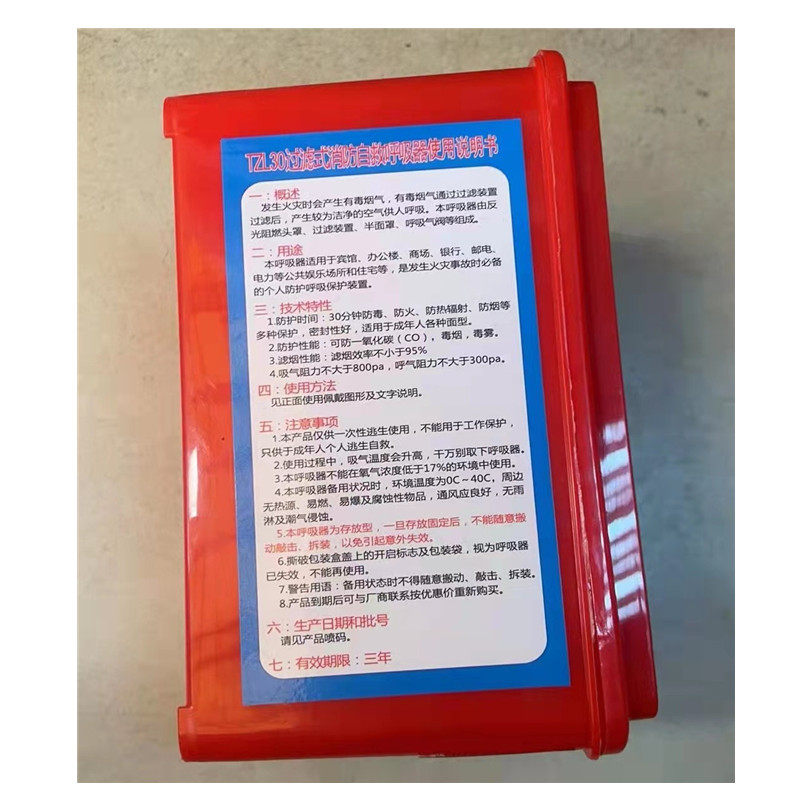 TZL30过滤式消防自救呼吸器使用说明书
一：概述
发生火灾时会产生有毒烟气，有毒烟气通过过滤装置
过滤后，产生较为洁净的空气供人呼吸。本呼吸器由反
光阻燃头罩、过滤装置、半面罩、呼吸气阀等组成。
二：用途
本呼吸器适用于宾馆、办公楼、商场、银行、邮电、
电力等公共娱乐场所和住宅等，是发生火灾事故时必备
的个人防护呼吸保护装置。
三：技术特性
1.防护时间：30分钟防毒、防火、防热辐射、防烟等
多种保护，密封性好，适用于成年人各种面型。
2.防护性能：可防一氧化碳（CO）。毒烟，毒雾。
3.滤烟性能：滤烟效率不小于95%
4.吸气阻力不大于800pa，呼气阻力不大于300pa。
四：使用方法
见正面使用佩戴图形及文字说明。
五：注意事项
1.本产品仅供一次性逃生使用，不能用于工作保护，
只供于成年人个人逃生自救。
2.使用过程中，吸气温度会升高，千万别取下呼吸器。
3.本呼吸器不能在氧气浓度低于17%的环境中使用。
4.本呼吸器备用状况时，环境温度为0C～40C，周边
无热源、易燃、易爆及腐蚀性物品，通风应良好，无雨
淋及潮气侵蚀。
5.本呼吸器为存放型，一旦存放固定后，不能随意搬
动敲击、拆装，以免引起意外失效。
6.撕破包装盒盖上的开启标志及包装袋，视为呼吸器
已失效，不能再使用。
7.警告用语：备用状态时不得随意搬动、敲击、拆装。
8.产品到期后可与厂商联系按优惠价重新购买。
六：生产日期和批号
请见产品喷码。
七：有效期限：三年